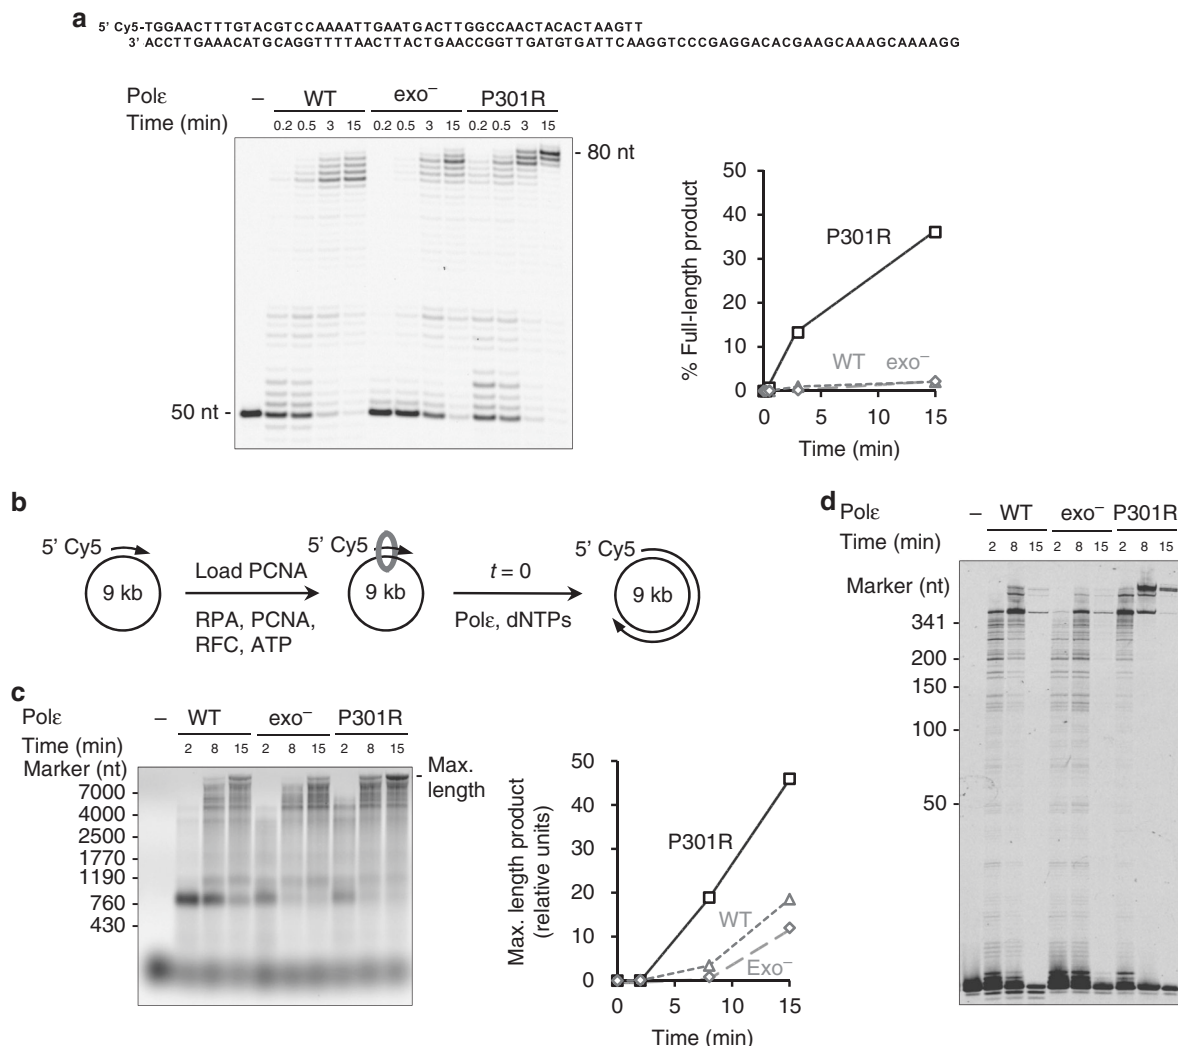 a
5' Cy5-TGGAACTTTGTACGTCCAAAATTGAATGACTTGGCCAACTACACTAAGTT
3' ACCTTGAAACATGCAGGTTTTAACTTACTGAACCGGTTGATGTGATTCAAGGTCCCGAGGACACGAAGCAAAGCAAAAGG
Polε – WT exo⁻ P301R
Time (min) 0.2 0.5 3 15 0.2 0.5 3 15 0.2 0.5 3 15
- 80 nt
50 nt -
% Full-length product
50
40
30
20
10
0
P301R
WT exo⁻
0 5 10 15
Time (min)
b
5' Cy5
9 kb
Load PCNA
RPA, PCNA,
RFC, ATP
5' Cy5
9 kb
t = 0
Polε, dNTPs
5' Cy5
9 kb
c
Polε – WT exo⁻ P301R
Time (min) 2 8 15 2 8 15 2 8 15
Marker (nt)
7000
4000
2500
1770
1190
760
430
- Max.
length
Max. length product
(relative units)
50
40
30
20
10
0
P301R
WT
Exo⁻
0 5 10 15
Time (min)
d
Polε – WT exo⁻ P301R
Time (min) 2 8 15 2 8 15 2 8 15
Marker (nt)
341
200
150
100
50